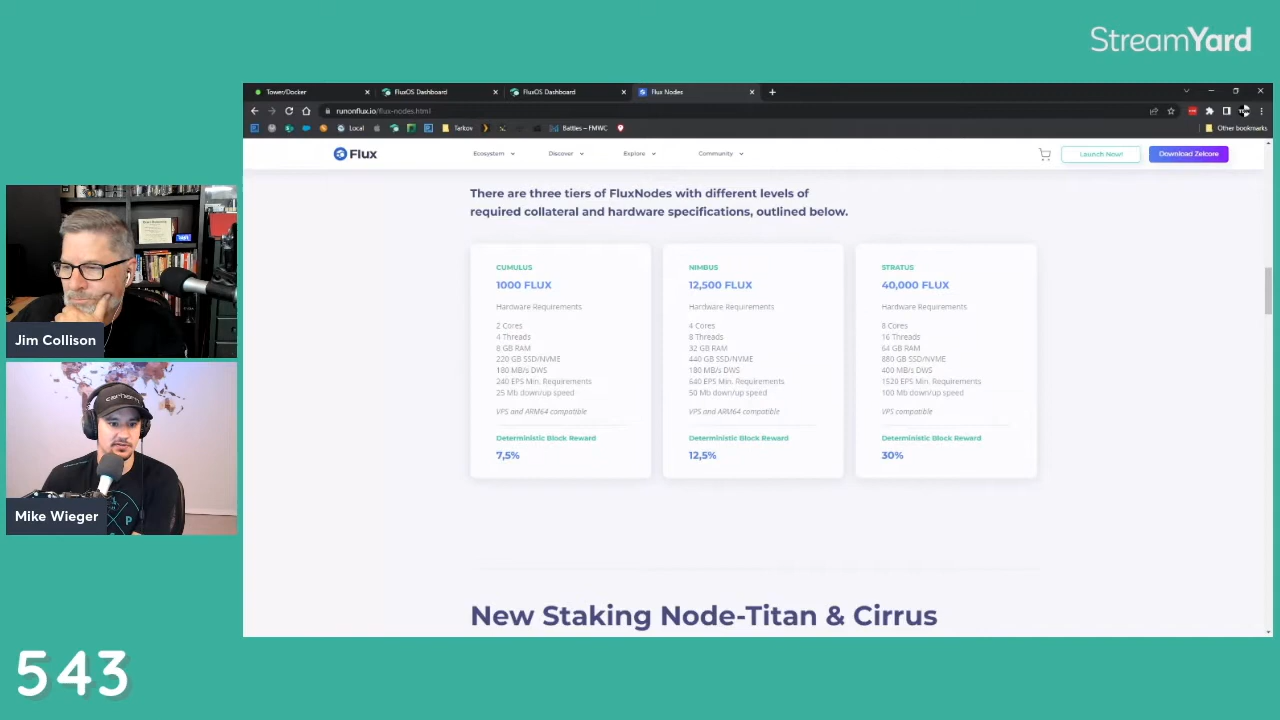 StreamYard
Tower/Docker
FluxOS Dashboard
FluxOS Dashboard
Flux Nodes
runonflux.io/flux-nodes.html
Local
Tarkov
Battles – FMWC
Other bookmarks
Flux
Ecosystem
Discover
Explore
Community
Launch Now!
Download Zelcore
There are three tiers of FluxNodes with different levels of
required collateral and hardware specifications, outlined below.
CUMULUS
1000 FLUX
Hardware Requirements
2 Cores
4 Threads
8 GB RAM
220 GB SSD/NVME
180 MB/s DWS
240 EPS Min. Requirements
25 Mb down/up speed
VPS and ARM64 compatible
Deterministic Block Reward
7,5%
NIMBUS
12,500 FLUX
Hardware Requirements
4 Cores
8 Threads
32 GB RAM
440 GB SSD/NVME
180 MB/s DWS
640 EPS Min. Requirements
50 Mb down/up speed
VPS and ARM64 compatible
Deterministic Block Reward
12,5%
STRATUS
40,000 FLUX
Hardware Requirements
8 Cores
16 Threads
64 GB RAM
880 GB SSD/NVME
400 MB/s DWS
1520 EPS Min. Requirements
100 Mb down/up speed
VPS compatible
Deterministic Block Reward
30%
New Staking Node-Titan & Cirrus
Jim Collison
Mike Wieger
P
543